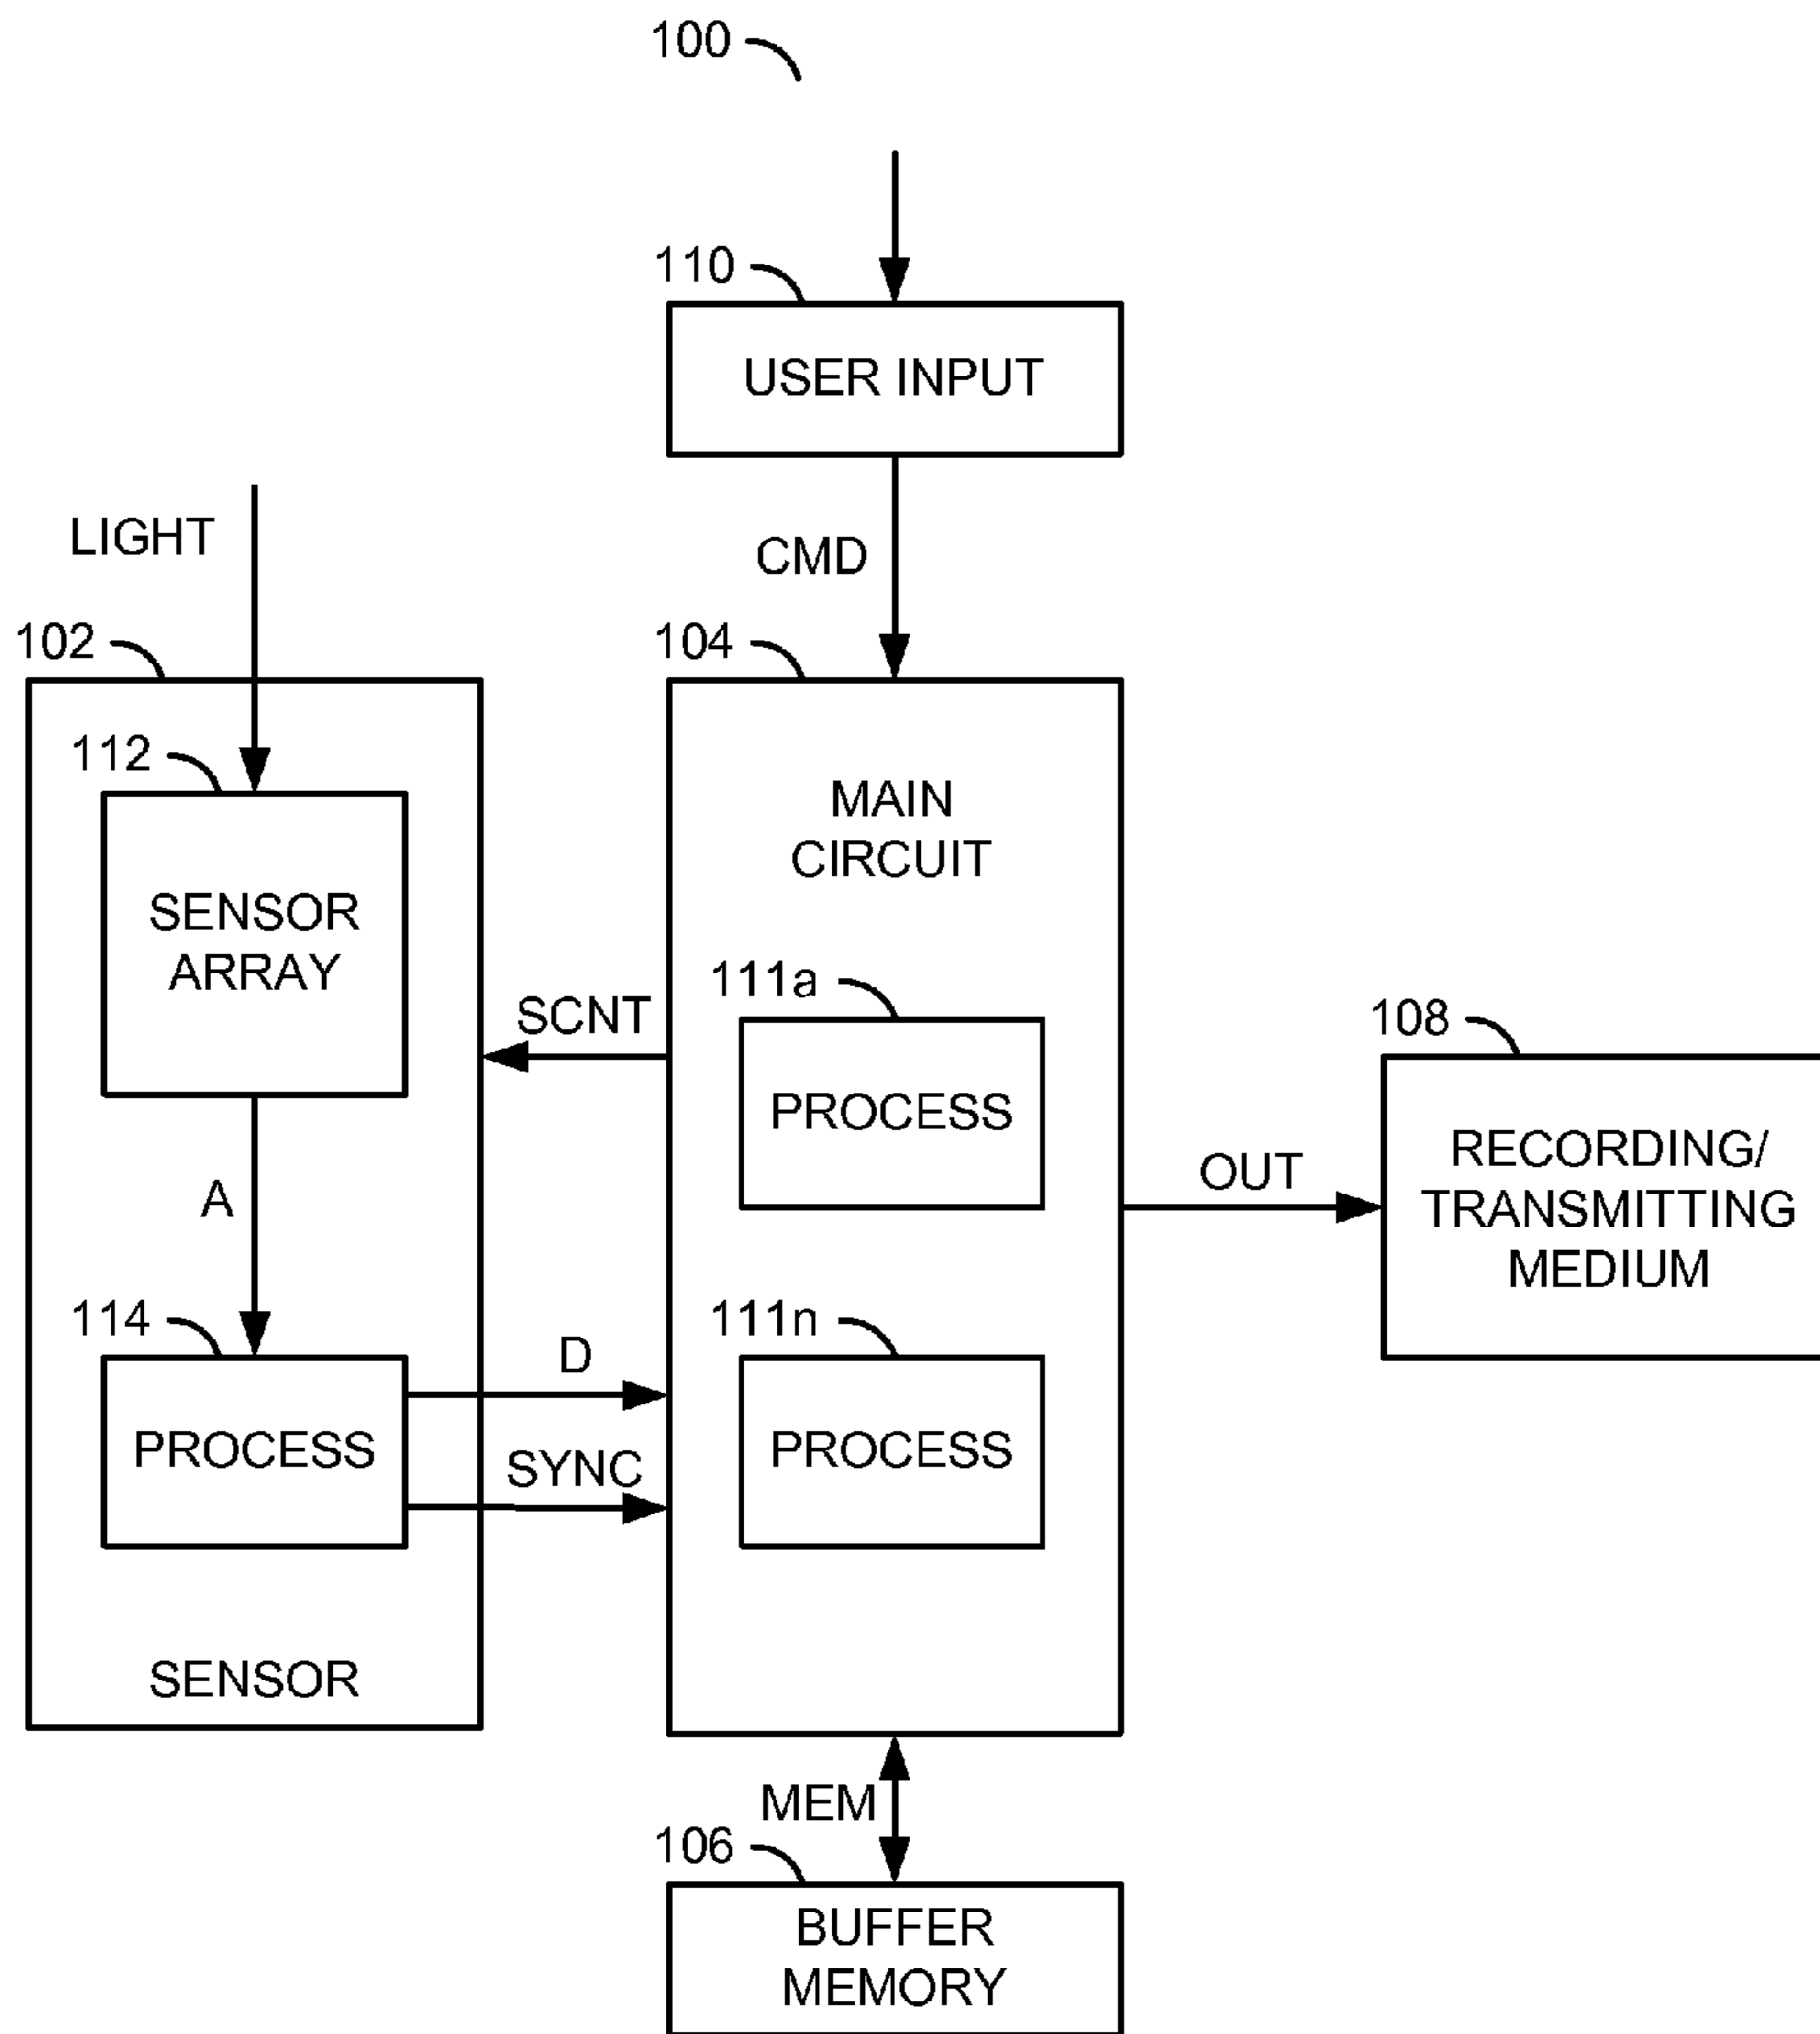 100
110
USER INPUT
LIGHT
CMD
102
104
112
MAIN
CIRCUIT
SENSOR
ARRAY
111a
SCNT
108
PROCESS
RECORDING/
TRANSMITTING
MEDIUM
OUT
A
114
111n
D
PROCESS
PROCESS
SYNC
SENSOR
MEM
106
BUFFER
MEMORY